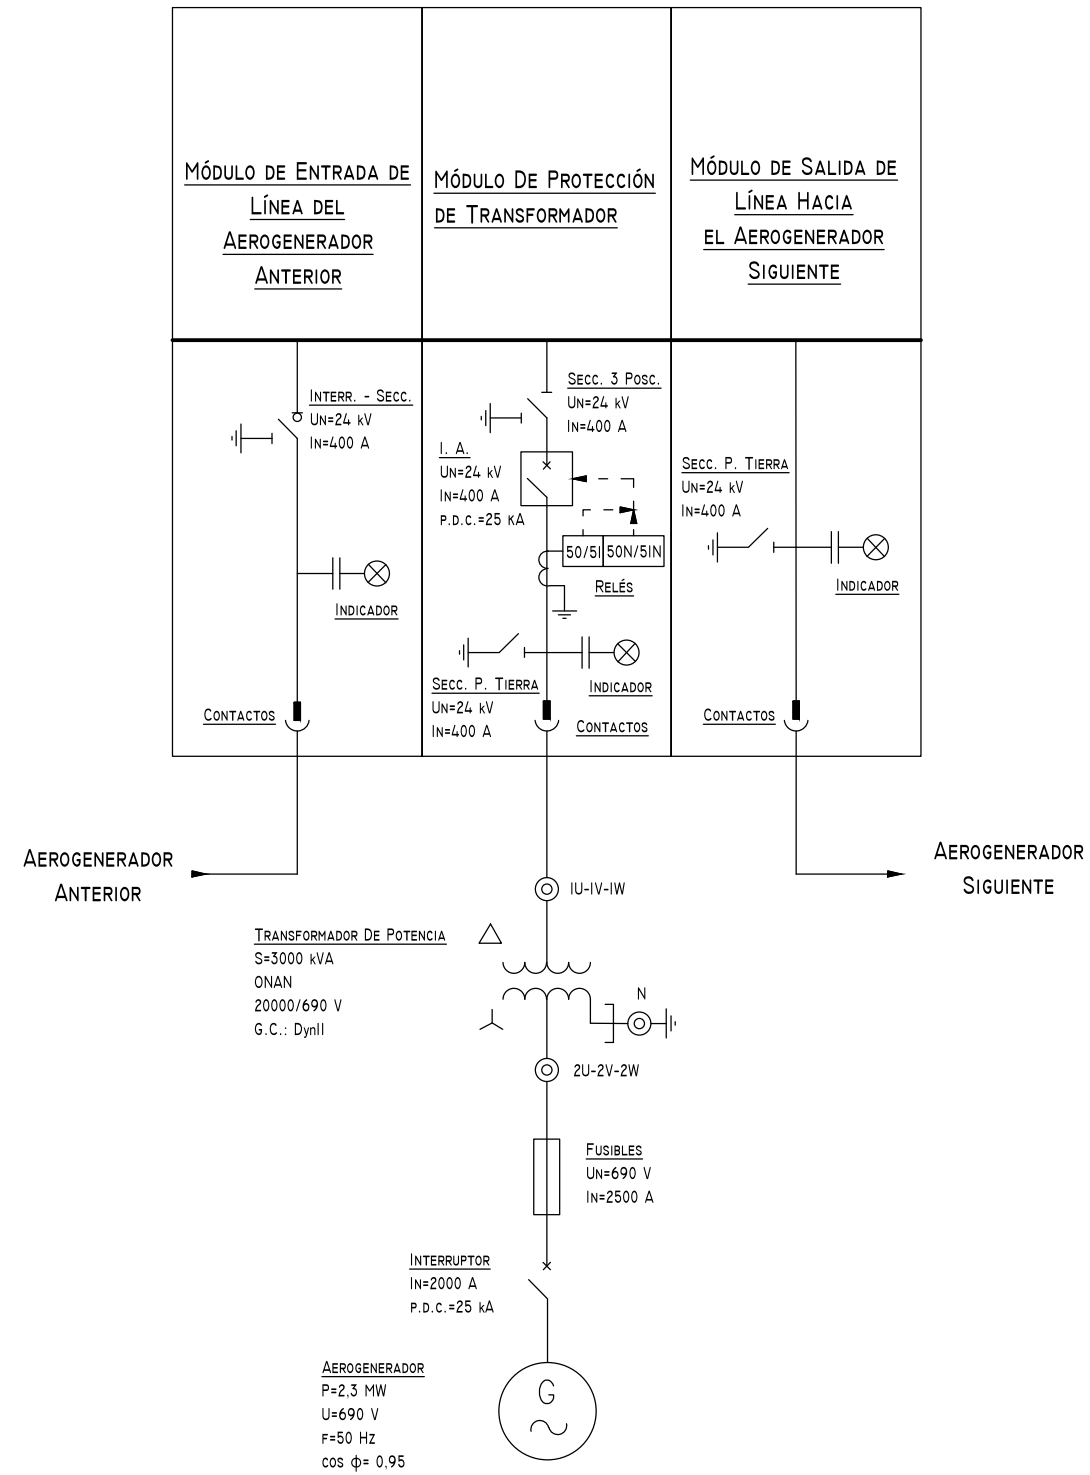 MÓDULO DE ENTRADA DE
LÍNEA DEL
AEROGENERADOR
ANTERIOR
MÓDULO DE PROTECCIÓN
DE TRANSFORMADOR
MÓDULO DE SALIDA DE
LÍNEA HACIA
EL AEROGENERADOR
SIGUIENTE
INTERR. - SECC.
UN=24 kV
IN=400 A
INDICADOR
CONTACTOS
SECC. 3 POSC.
UN=24 kV
IN=400 A
I. A.
UN=24 kV
IN=400 A
P.D.C.=25 KA
50/51
50N/51N
RELÉS
SECC. P. TIERRA
UN=24 kV
IN=400 A
INDICADOR
CONTACTOS
SECC. P. TIERRA
UN=24 kV
IN=400 A
INDICADOR
CONTACTOS
AEROGENERADOR
ANTERIOR
AEROGENERADOR
SIGUIENTE
1U-1V-1W
TRANSFORMADOR DE POTENCIA
S=3000 kVA
ONAN
20000/690 V
G.C.: Dyn11
N
2U-2V-2W
FUSIBLES
UN=690 V
IN=2500 A
INTERRUPTOR
IN=2000 A
P.D.C.=25 kA
AEROGENERADOR
P=2,3 MW
U=690 V
F=50 Hz
COS ϕ= 0,95
G